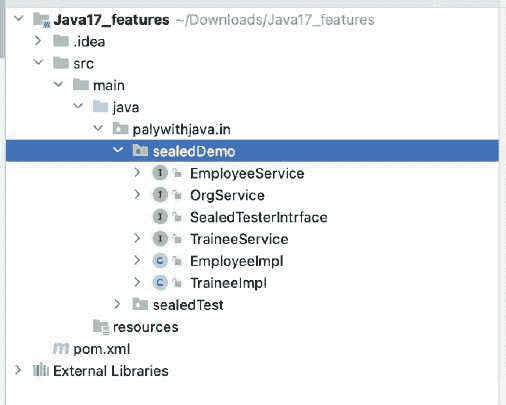 Java17_features ~/Downloads/Java17_features
.idea
src
main
java
palywithjava.in
sealedDemo
EmployeeService
OrgService
SealedTesterIntrface
TraineeService
EmployeeImpl
TraineeImpl
sealedTest
resources
pom.xml
External Libraries